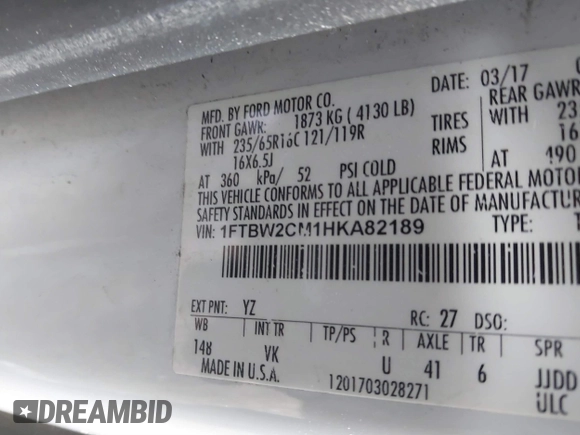 MFD. BY FORD MOTOR CO.
DATE: 03/17
FRONT GAWR: 1873 KG ( 4130 LB)
REAR GAWR
WITH 235/65R16C 121/119R TIRES WITH 23
16X6.5J RIMS 16
AT 360 kPa/ 52 PSI COLD AT 490
THIS VEHICLE CONFORMS TO ALL APPLICABLE FEDERAL MOTOR
SAFETY STANDARDS IN EFFECT ON THE DATE OF MANUFACTUR
VIN: 1FTBW2CM1HKA82189 TYPE:
EXT PNT: YZ RC: 27 DSO:
WB INT TR TP/PS R AXLE TR SPR
148 VK U 41 6 JJDD
MADE IN U.S.A. 1201703028271 ULC
DREAMBID